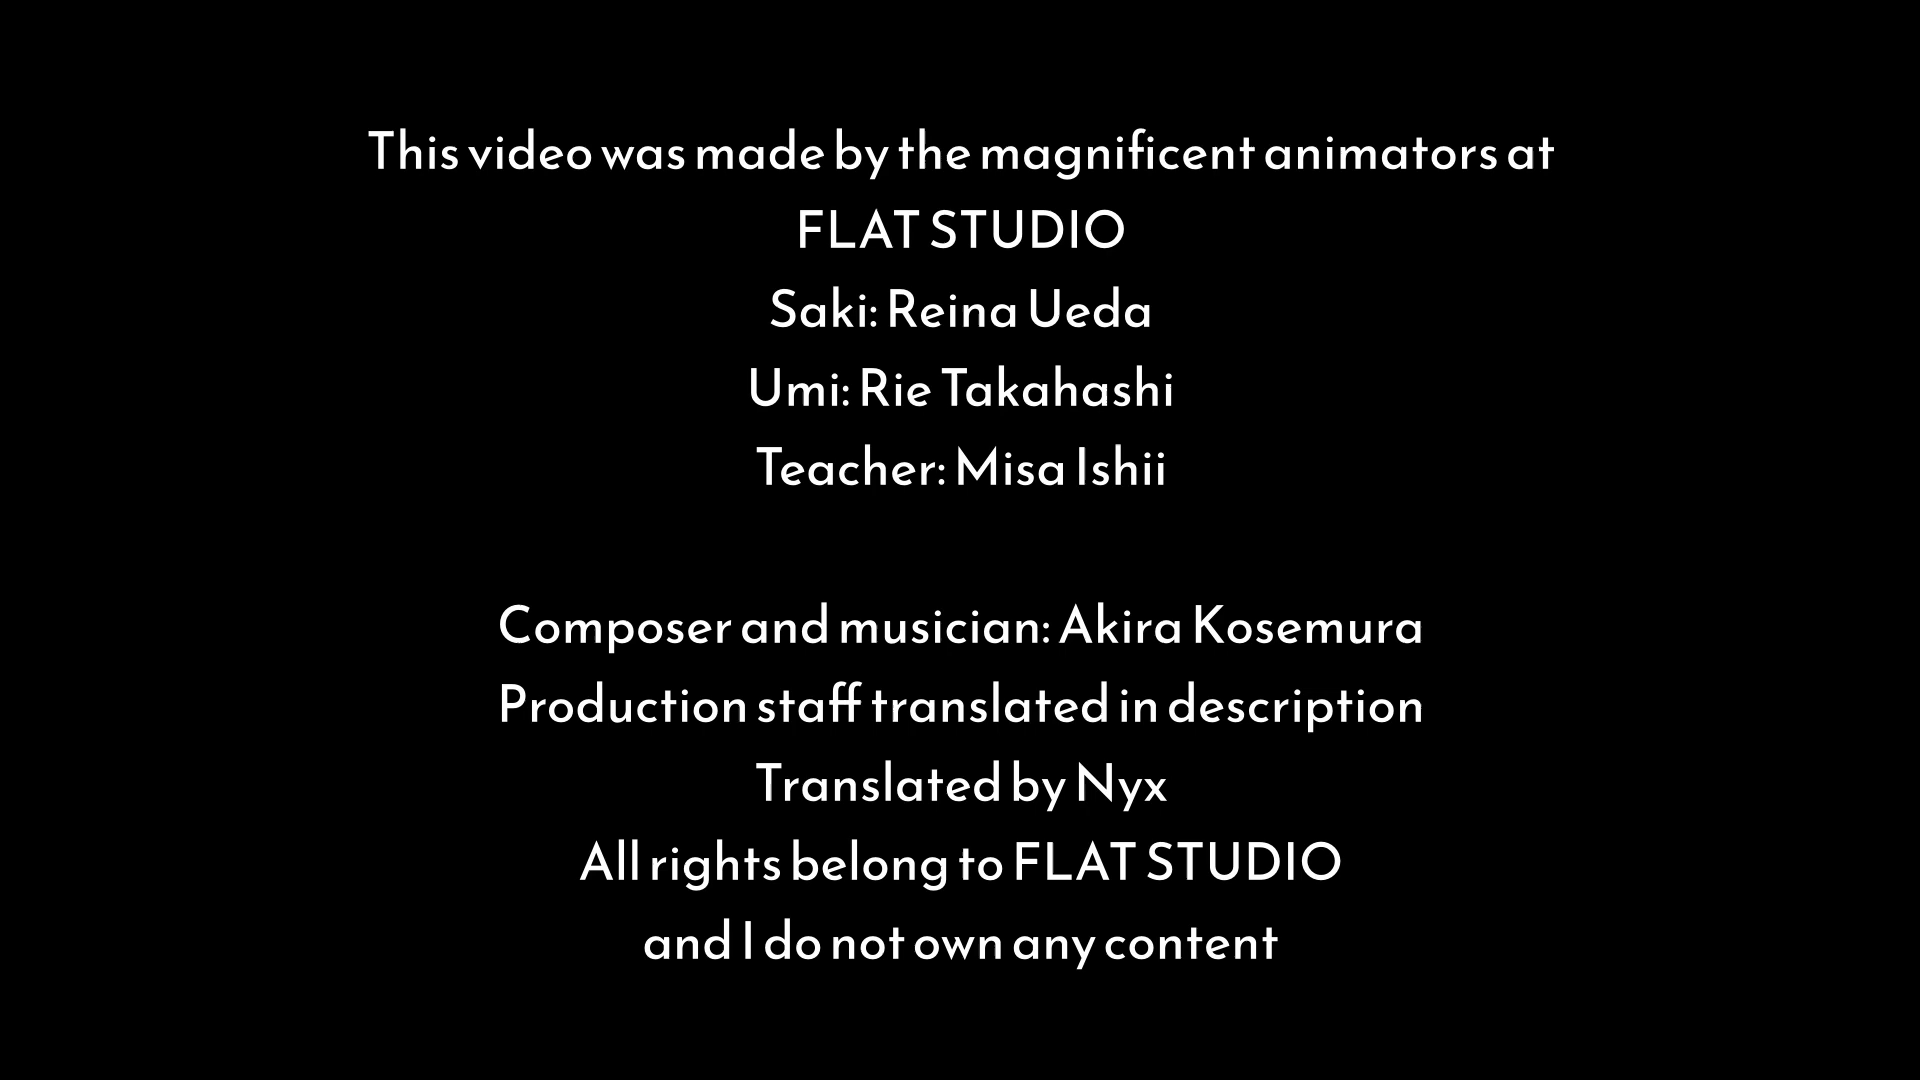 This video was made by the magnificent animators at
FLAT STUDIO
Saki: Reina Ueda
Umi: Rie Takahashi
Teacher: Misa Ishii
Composer and musician: Akira Kosemura
Production staff translated in description
Translated by Nyx
All rights belong to FLAT STUDIO
and I do not own any content